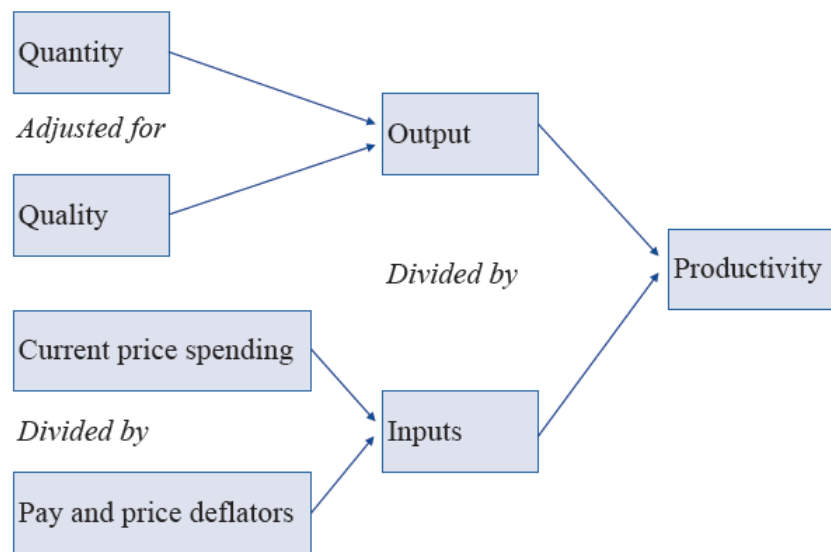 Quantity
Adjusted for
Output
Quality
Divided by
Productivity
Current price spending
Divided by
Inputs
Pay and price deflators